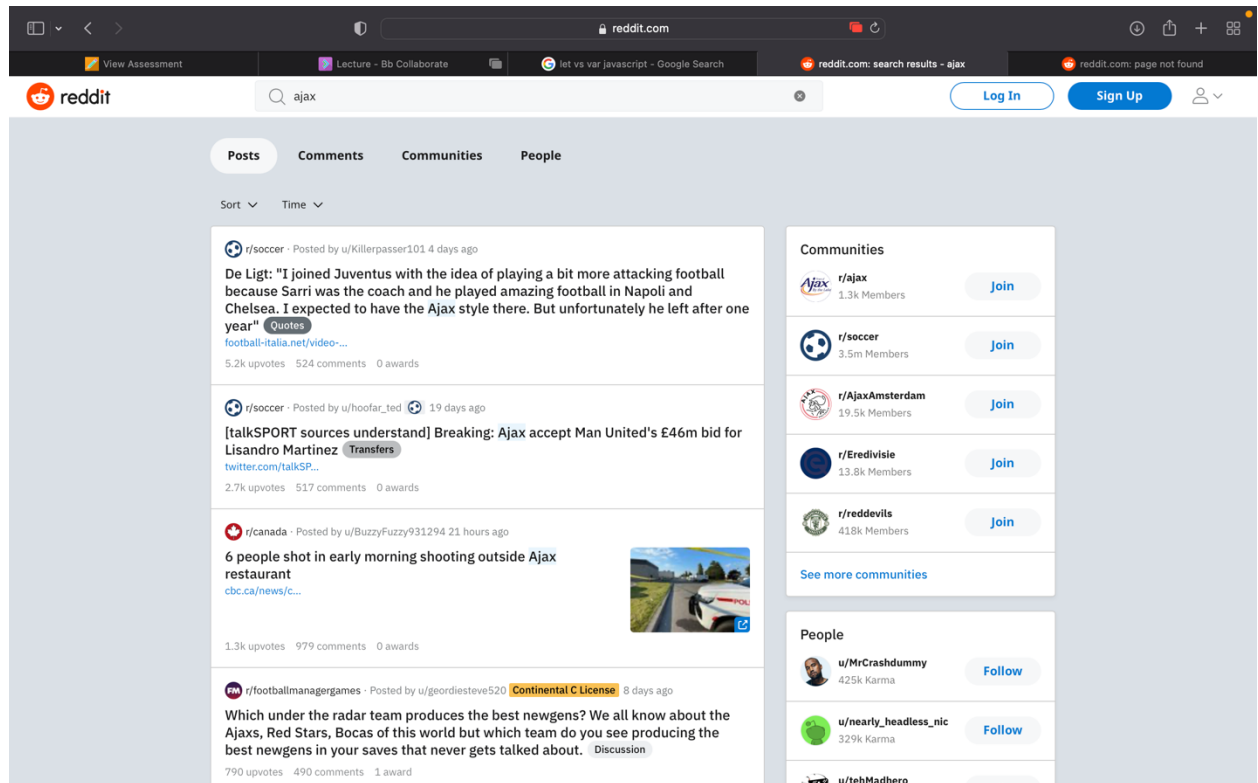 reddit.com
View Assessment
Lecture - Bb Collaborate
let vs var javascript - Google Search
reddit.com: search results - ajax
reddit.com: page not found
reddit
ajax
Log In
Sign Up
Posts
Comments
Communities
People
Sort
Time
r/soccer · Posted by u/Killerpasser101 4 days ago
De Ligt: "I joined Juventus with the idea of playing a bit more attacking football
because Sarri was the coach and he played amazing football in Napoli and
Chelsea. I expected to have the Ajax style there. But unfortunately he left after one
year" Quotes
football-italia.net/video-...
5.2k upvotes 524 comments 0 awards
r/soccer · Posted by u/hoofar_ted 19 days ago
[talkSPORT sources understand] Breaking: Ajax accept Man United's £46m bid for
Lisandro Martinez Transfers
twitter.com/talkSP...
2.7k upvotes 517 comments 0 awards
r/canada · Posted by u/BuzzyFuzzy931294 21 hours ago
6 people shot in early morning shooting outside Ajax
restaurant
cbc.ca/news/c...
POL
1.3k upvotes 979 comments 0 awards
FM r/footballmanagergames · Posted by u/geordiesteve520 Continental C License 8 days ago
Which under the radar team produces the best newgens? We all know about the
Ajaxs, Red Stars, Bocas of this world but which team do you see producing the
best newgens in your saves that never gets talked about. Discussion
790 upvotes 490 comments 1 award
Communities
Ajax
r/ajax
1.3k Members
Join
r/soccer
3.5m Members
Join
AJAX
r/AjaxAmsterdam
19.5k Members
Join
r/Eredivisie
13.8k Members
Join
r/reddevils
418k Members
Join
See more communities
People
u/MrCrashdummy
425k Karma
Follow
u/nearly_headless_nic
329k Karma
Follow
u/tehMadhero